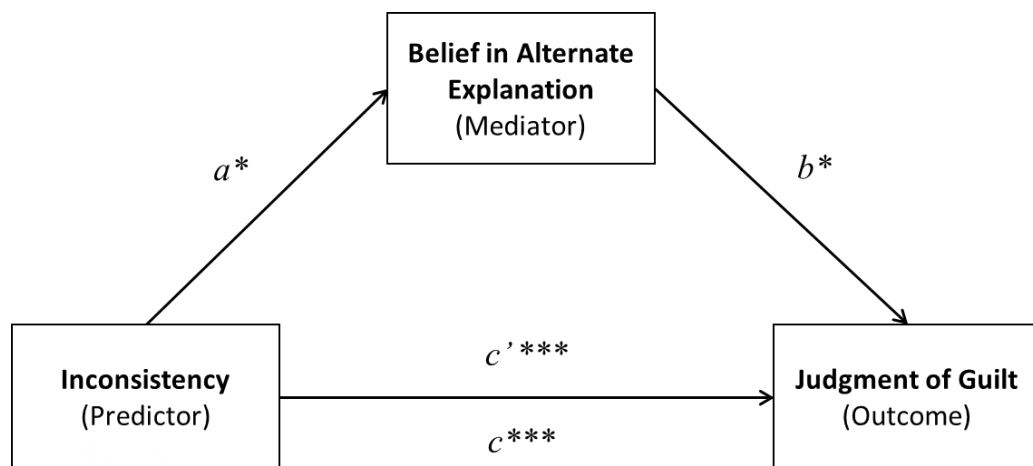 Belief in Alternate
Explanation
(Mediator)
a*
b*
Inconsistency
(Predictor)
c’***
c***
Judgment of Guilt
(Outcome)